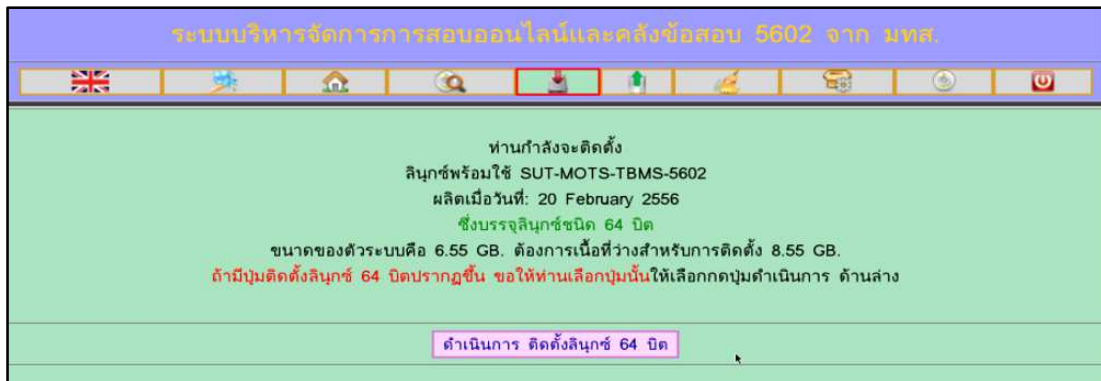 ระบบบริหารจัดการการสอบออนไลน์และคลังข้อสอบ 5602 จาก มทส.
ท่านกำลังจะติดตั้ง
ลินุกซ์พร้อมใช้ SUT-MOTS-TBMS-5602
ผลิตเมื่อวันที่: 20 February 2556
ซึ่งบรรจุลินุกซ์ชนิด 64 บิต
ขนาดของตัวระบบคือ 6.55 GB. ต้องการเนื้อที่ว่างสำหรับการติดตั้ง 8.55 GB.
ถ้ามีปุ่มติดตั้งลินุกซ์ 64 บิตปรากฏขึ้น ขอให้ท่านเลือกปุ่มนั้นให้เลือกกดปุ่มดำเนินการ ด้านล่าง
ดำเนินการ ติดตั้งลินุกซ์ 64 บิต